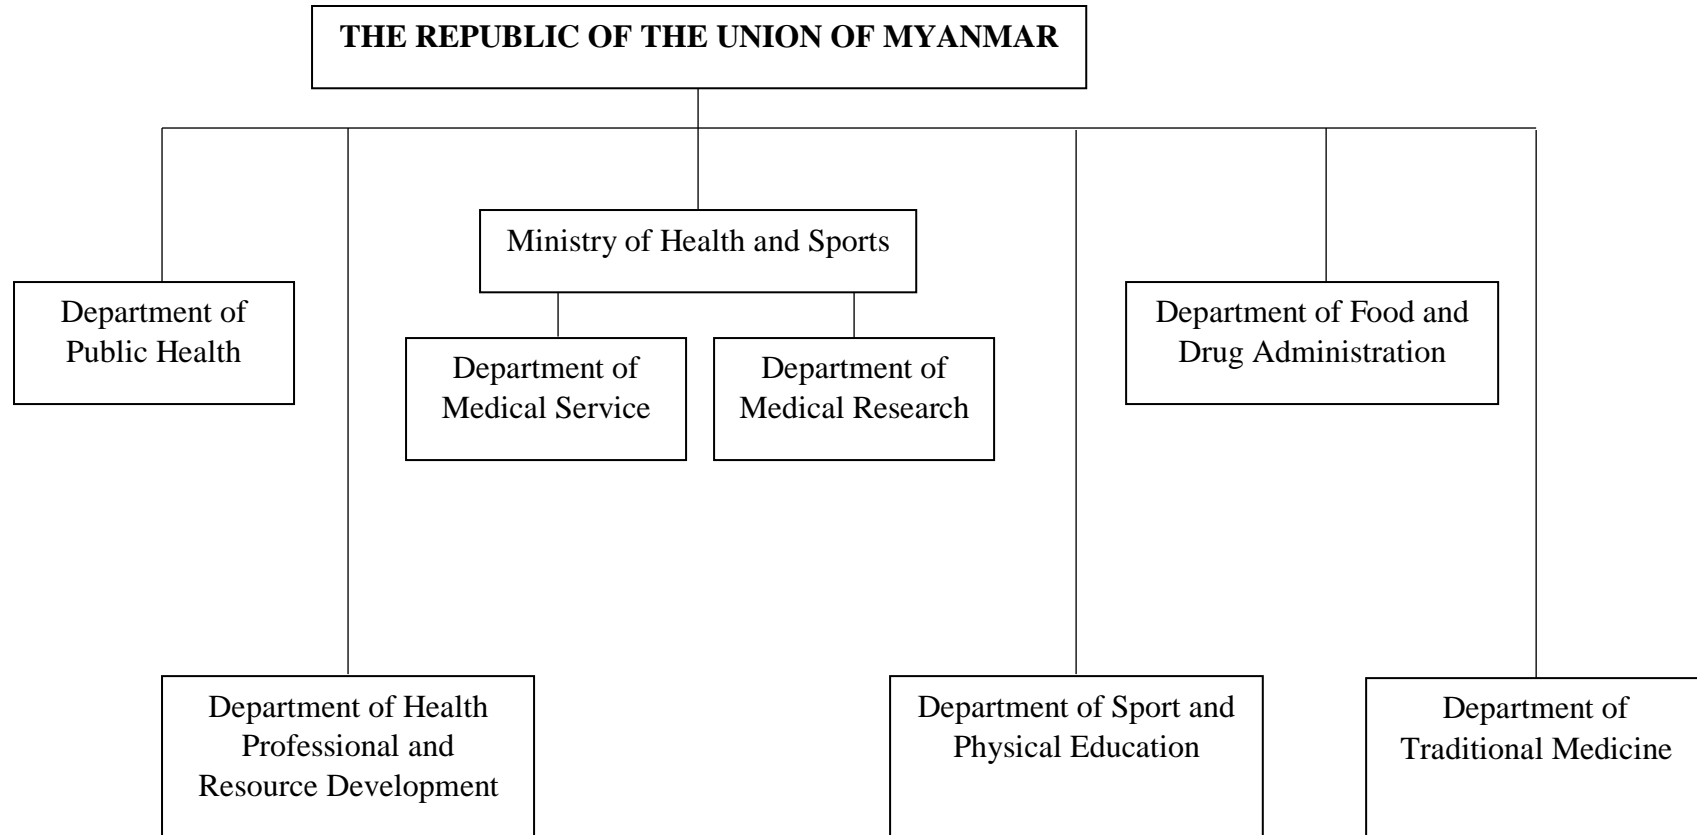 THE REPUBLIC OF THE UNION OF MYANMAR
Ministry of Health and Sports
Department of
Public Health
Department of Food and
Drug Administration
Department of
Medical Service
Department of
Medical Research
Department of Health
Professional and
Resource Development
Department of Sport and
Physical Education
Department of
Traditional Medicine